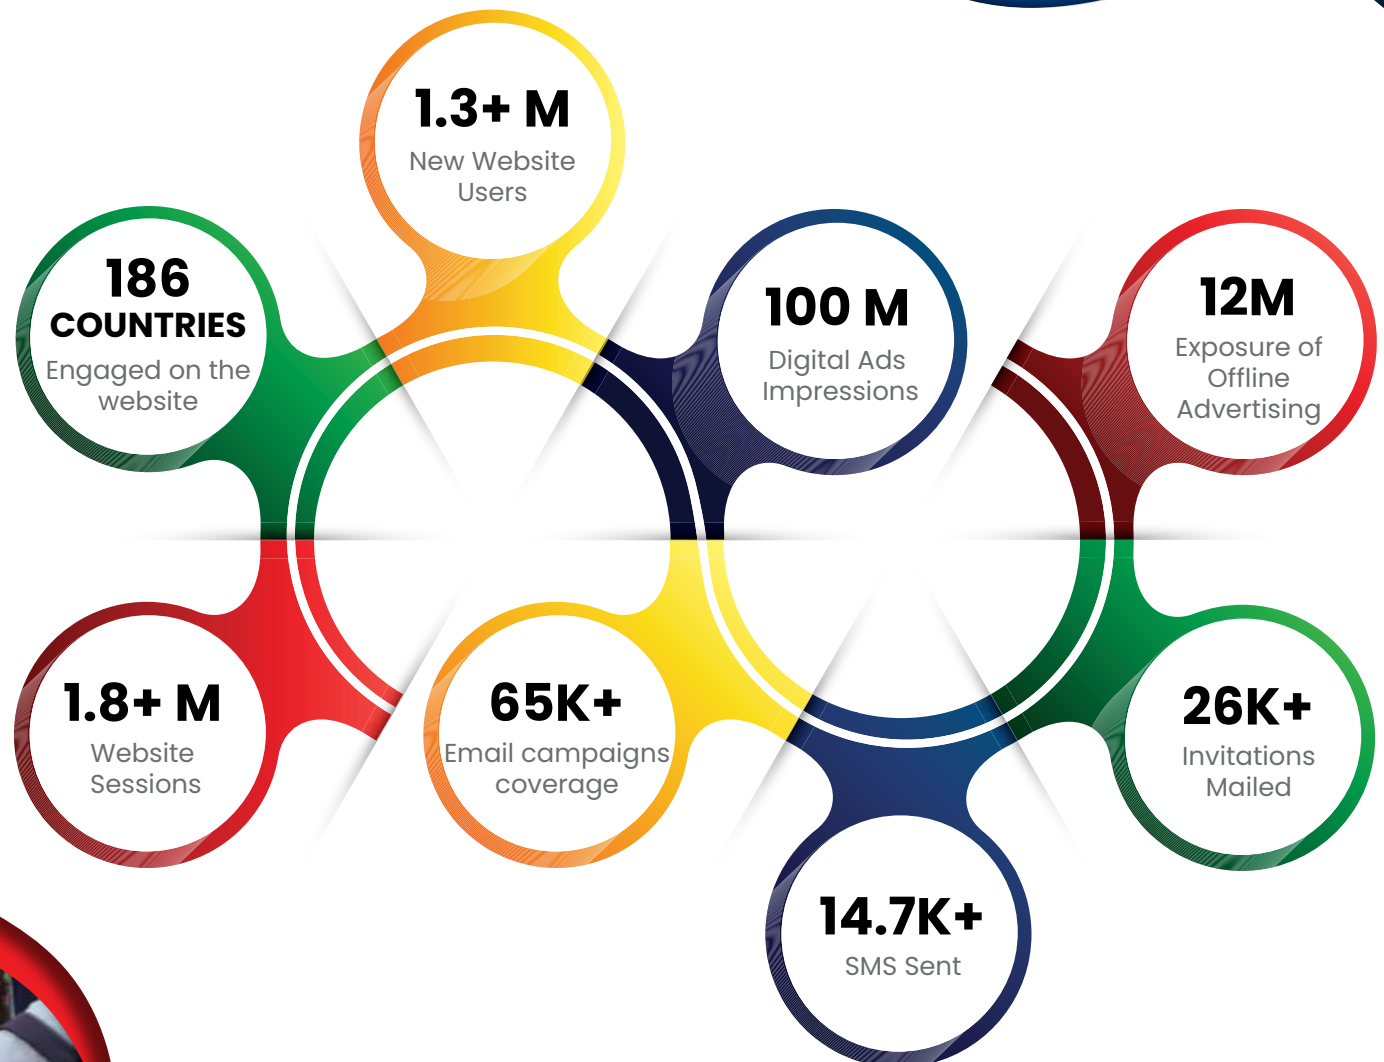 1.3+ M
New Website
Users
186
COUNTRIES
Engaged on the
website
100 M
Digital Ads
Impressions
12M
Exposure of
Offline
Advertising
1.8+ M
Website
Sessions
65K+
Email campaigns
coverage
26K+
Invitations
Mailed
14.7K+
SMS Sent